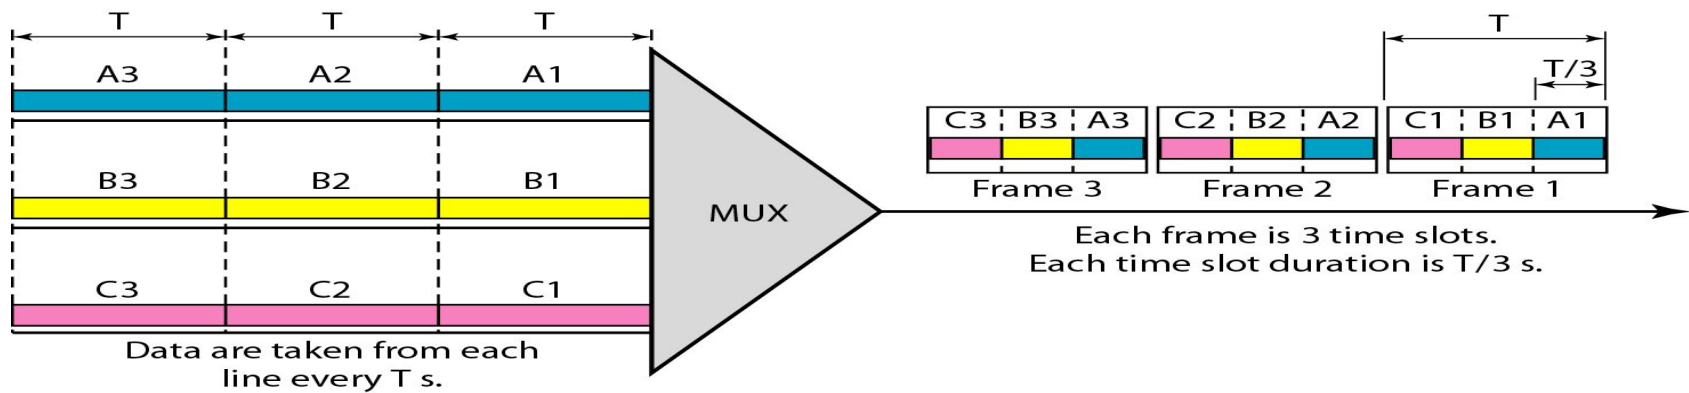 T T T T
T/3
A3 A2 A1
C3 B3 A3 C2 B2 A2 C1 B1 A1
Frame 3 Frame 2 Frame 1
B3 B2 B1
MUX
Each frame is 3 time slots.
Each time slot duration is T/3 s.
C3 C2 C1
Data are taken from each
line every T s.